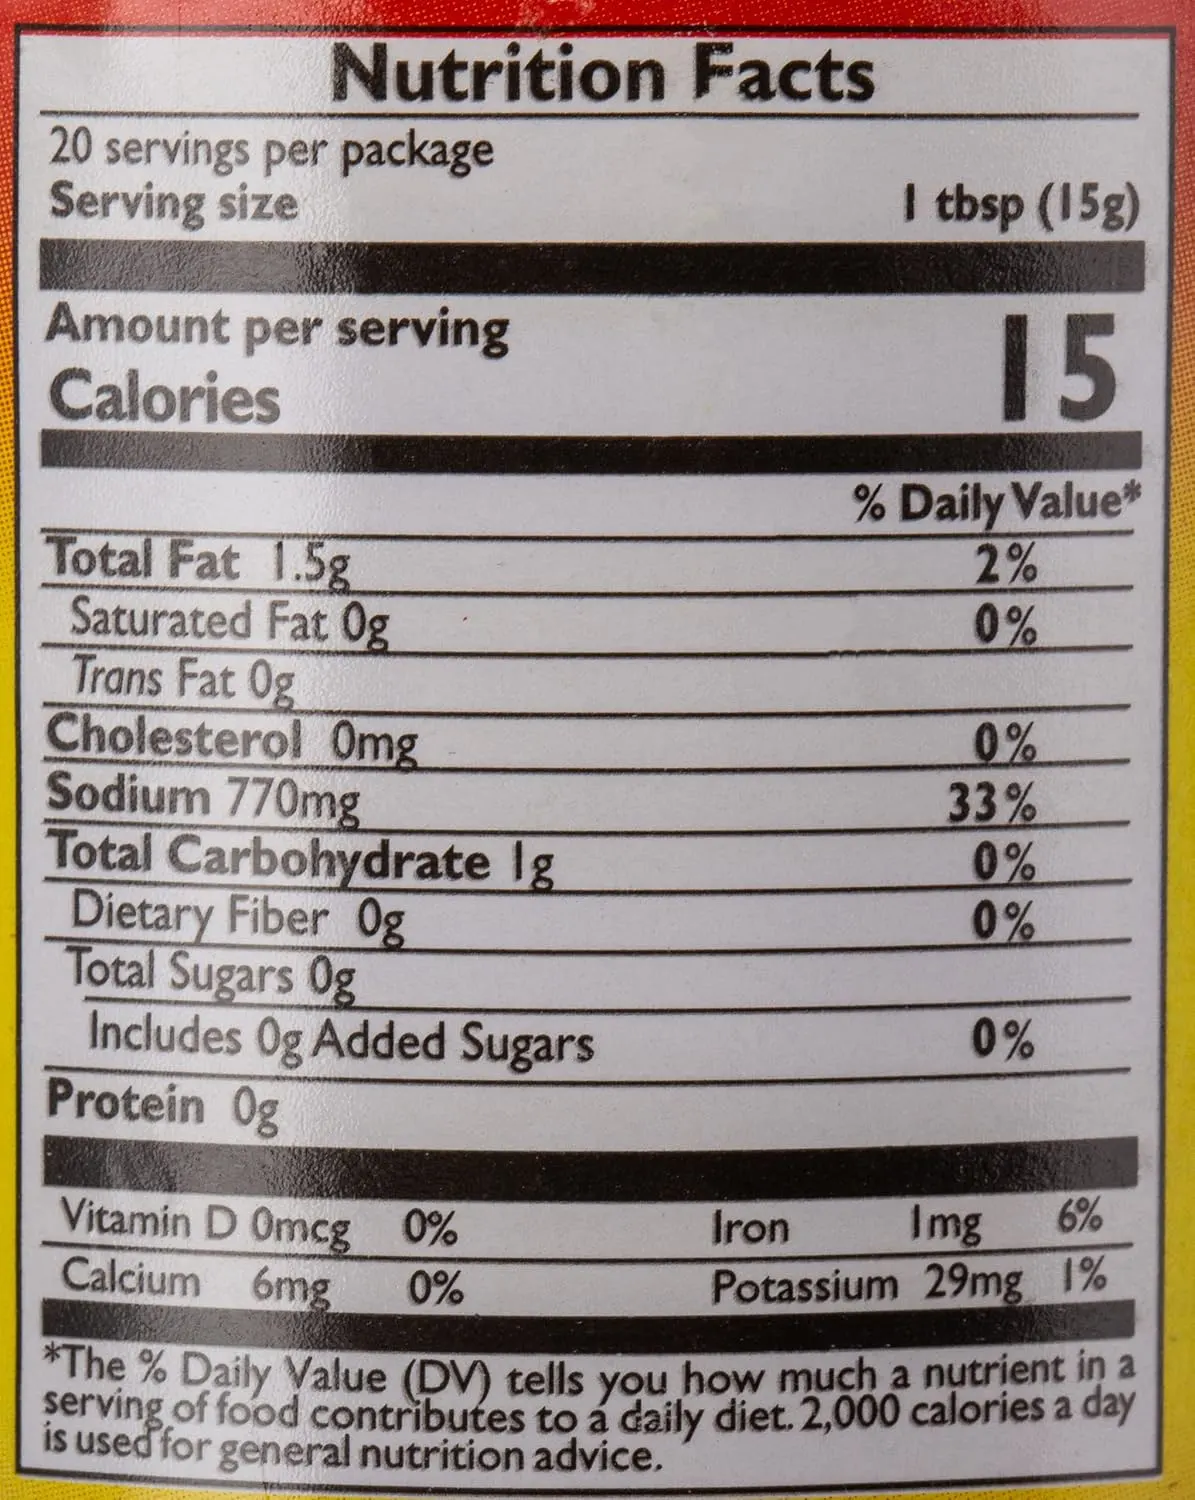 Nutrition Facts
20 servings per package
Serving size 1 tbsp (15g)
Amount per serving
Calories 15
% Daily Value*
Total Fat 1.5g 2%
Saturated Fat 0g 0%
Trans Fat 0g
Cholesterol 0mg 0%
Sodium 770mg 33%
Total Carbohydrate 1g 0%
Dietary Fiber 0g 0%
Total Sugars 0g
Includes 0g Added Sugars 0%
Protein 0g
Vitamin D 0mcg 0% Iron 1mg 6%
Calcium 6mg 0% Potassium 29mg 1%
*The % Daily Value (DV) tells you how much a nutrient in a
serving of food contributes to a daily diet. 2,000 calories a day
is used for general nutrition advice.